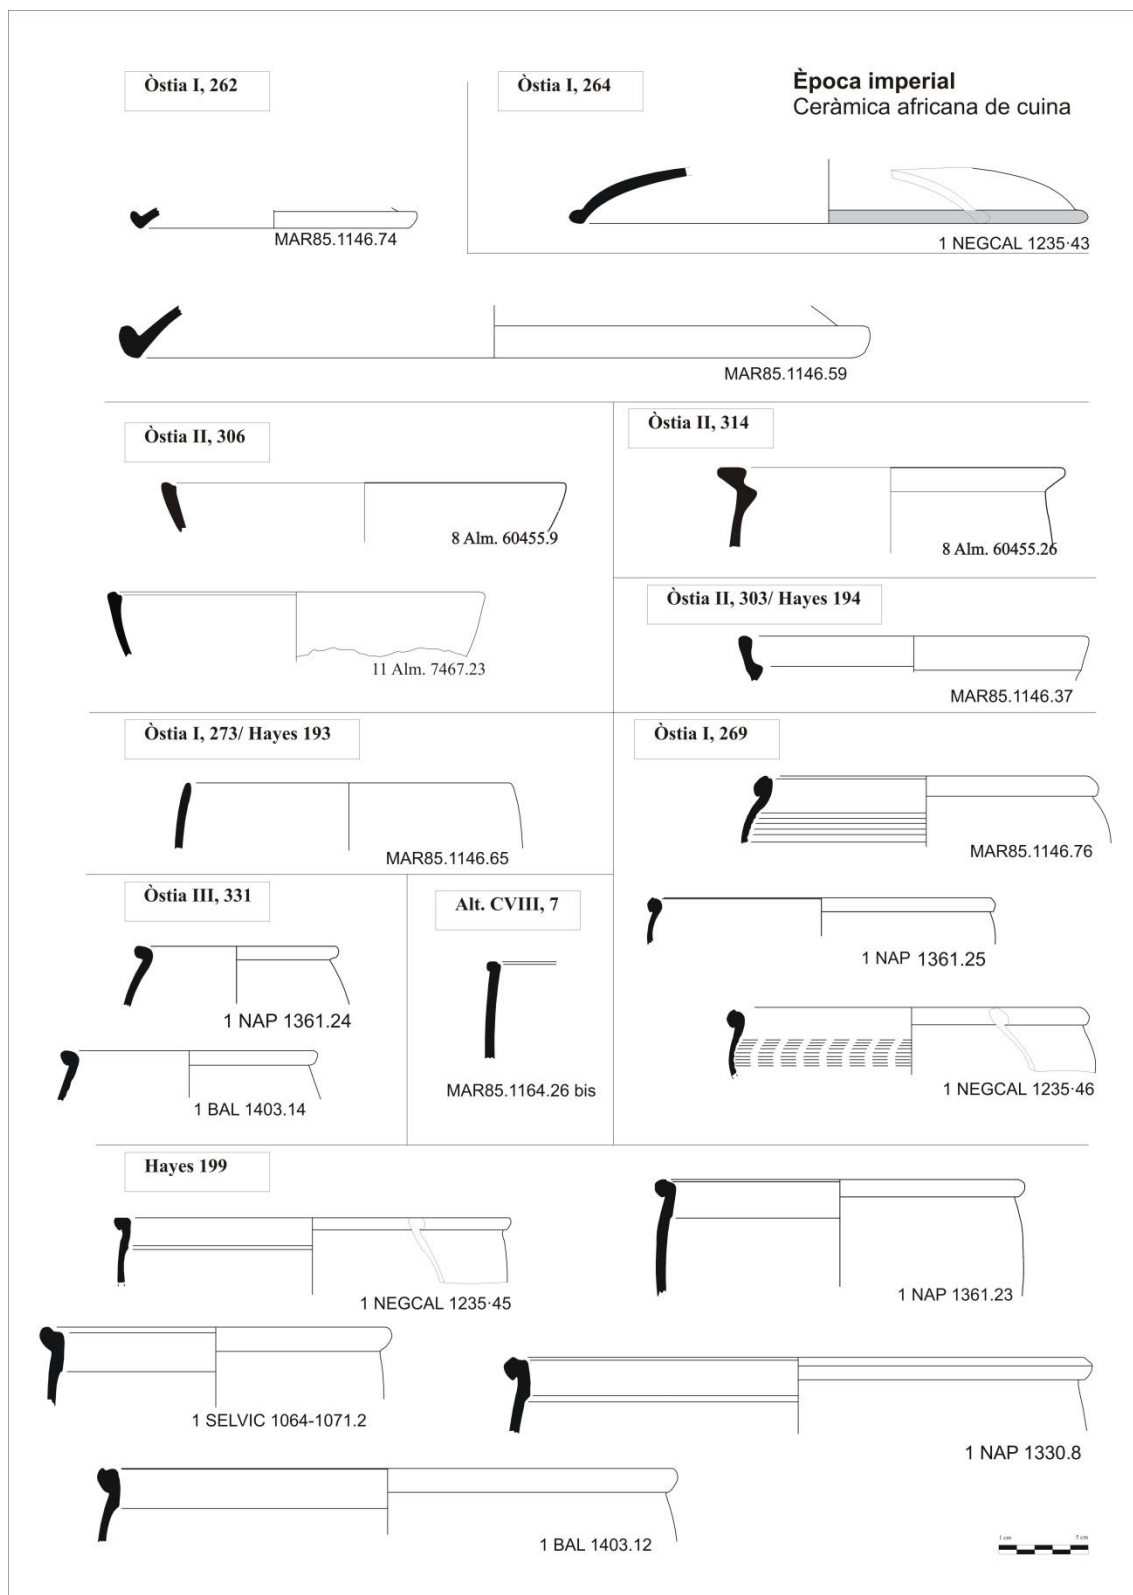 Òstia I, 262
Òstia I, 264
Època imperial
Ceràmica africana de cuina
MAR85.1146.74
1 NEGCAL 1235·43
MAR85.1146.59
Òstia II, 306
Òstia II, 314
8 Alm. 60455.9
8 Alm. 60455.26
Òstia II, 303/ Hayes 194
11 Alm. 7467.23
MAR85.1146.37
Òstia I, 273/ Hayes 193
Òstia I, 269
MAR85.1146.65
MAR85.1146.76
Òstia III, 331
Alt. CVIII, 7
1 NAP 1361.25
1 NAP 1361.24
MAR85.1164.26 bis
1 NEGCAL 1235·46
1 BAL 1403.14
Hayes 199
1 NEGCAL 1235·45
1 NAP 1361.23
1 SELVIC 1064-1071.2
1 NAP 1330.8
1 BAL 1403.12
1 cm 5 cm